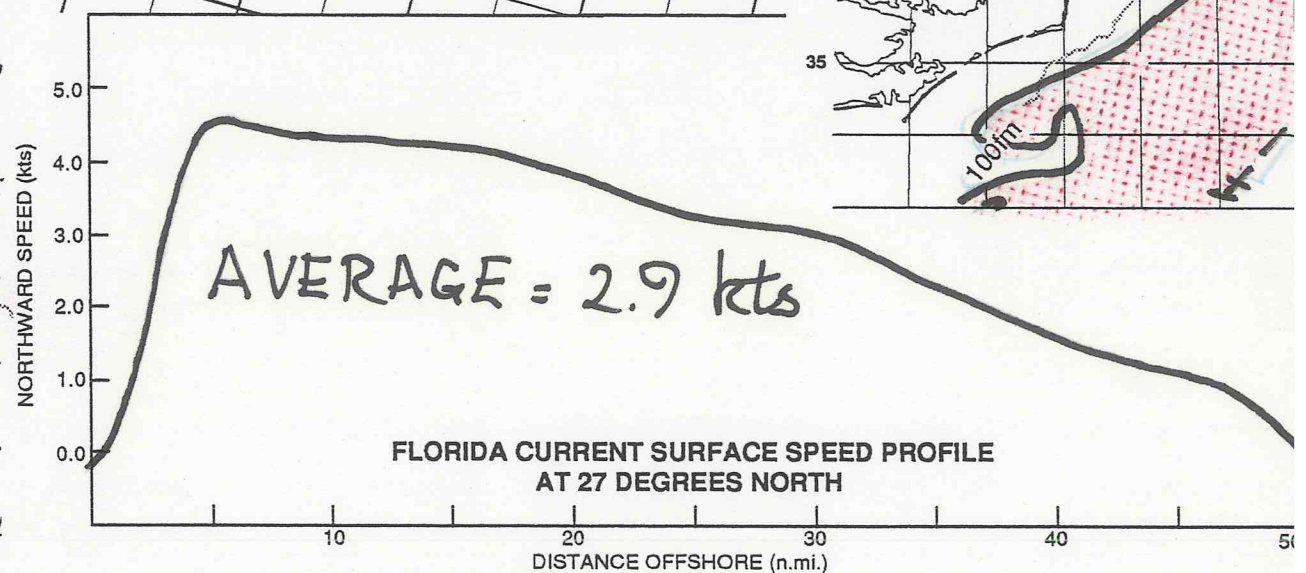 35
100fm
5.0
4.0
3.0
2.0
1.0
0.0
NORTHWARD SPEED (kts)
AVERAGE = 2.9 kts
FLORIDA CURRENT SURFACE SPEED PROFILE
AT 27 DEGREES NORTH
10
20
30
40
DISTANCE OFFSHORE (n.mi.)